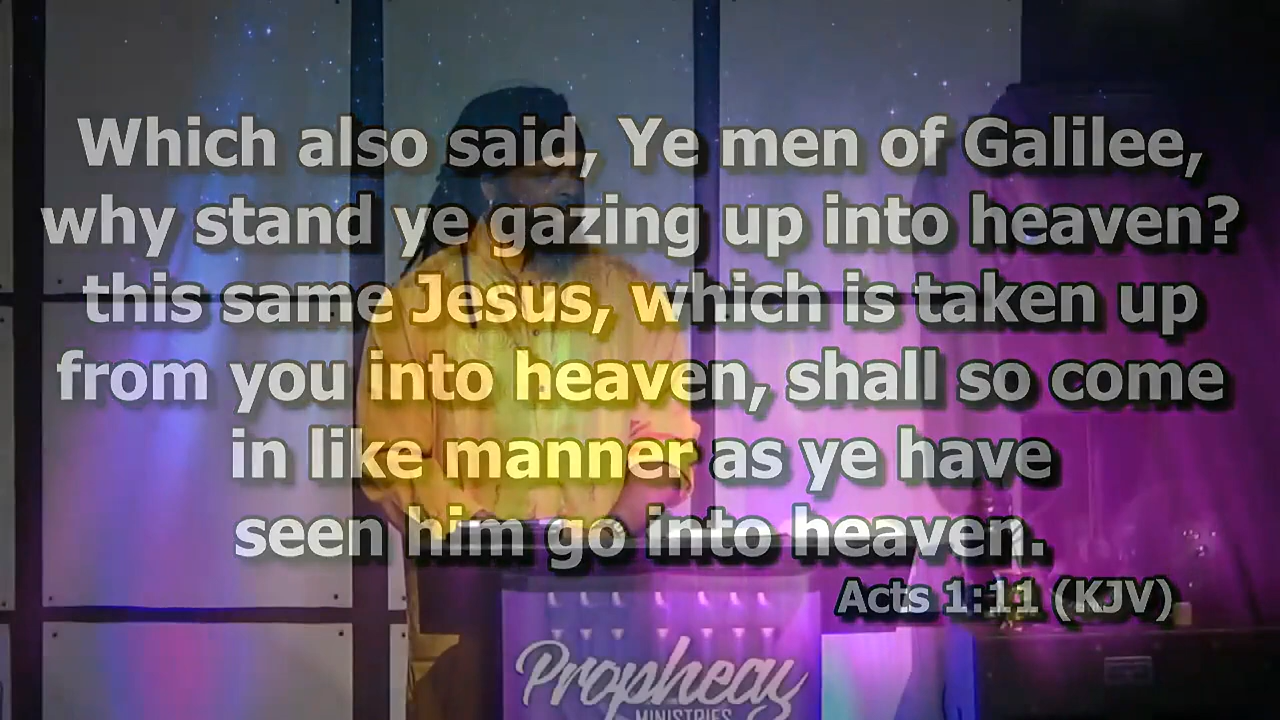 Which also said, Ye men of Galilee,
why stand ye gazing up into heaven?
this same Jesus, which is taken up
from you into heaven, shall so come
in like manner as ye have
seen him go into heaven.
Acts 1:11 (KJV)
Propheay
MINISTRIES